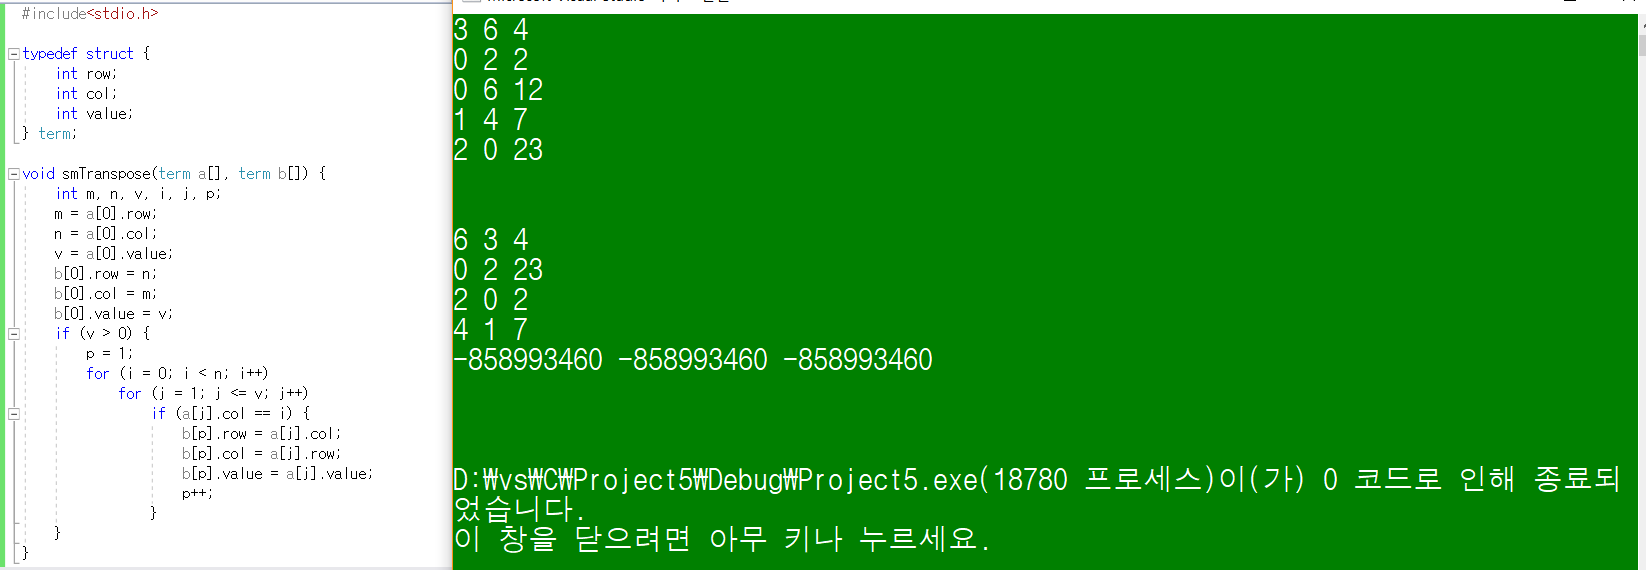 #include<stdio.h>
typedef struct {
int row;
int col;
int value;
} term;
void smTranspose(term a[], term b[]) {
int m, n, v, i, j, p;
m = a[0].row;
n = a[0].col;
v = a[0].value;
b[0].row = n;
b[0].col = m;
b[0].value = v;
if (v > 0) {
p = 1;
for (i = 0; i < n; i++)
for (j = 1; j <= v; j++)
if (a[j].col == i) {
b[p].row = a[j].col;
b[p].col = a[j].row;
b[p].value = a[j].value;
p++;
}
}
}
3 6 4
0 2 2
0 6 12
1 4 7
2 0 23
6 3 4
0 2 23
2 0 2
4 1 7
-858993460 -858993460 -858993460
D:₩vs₩C₩Project5₩Debug₩Project5.exe(18780 프로세스)이(가) 0 코드로 인해 종료되
었습니다.
이 창을 닫으려면 아무 키나 누르세요.